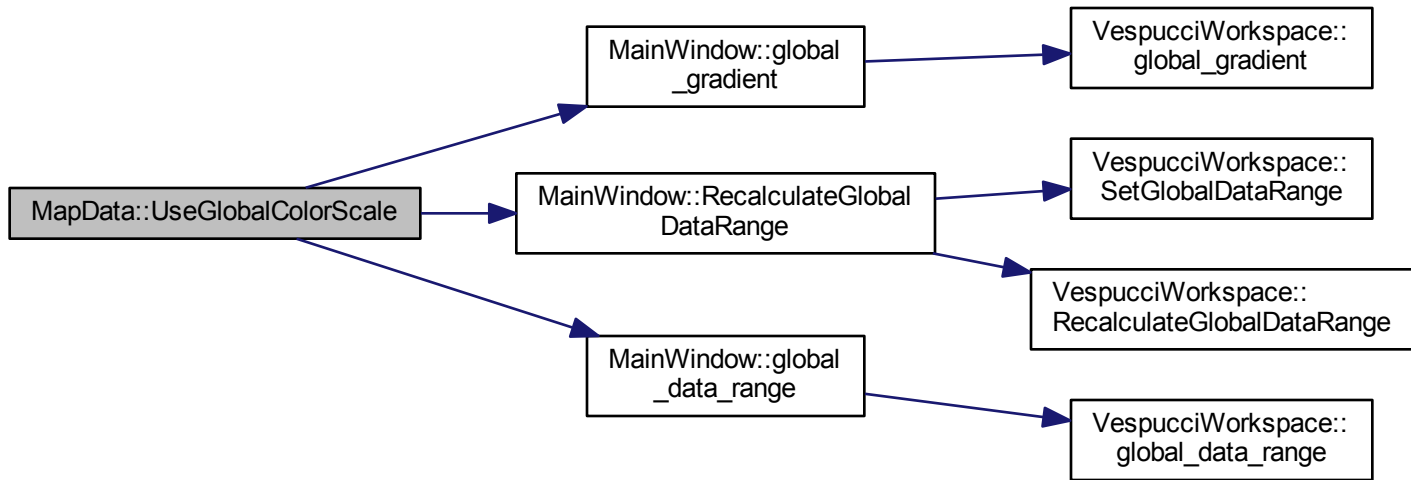 MapData::UseGlobalColorScale
MainWindow::global
_gradient
VespucciWorkspace::
global_gradient
MainWindow::RecalculateGlobal
DataRange
VespucciWorkspace::
SetGlobalDataRange
VespucciWorkspace::
RecalculateGlobalDataRange
MainWindow::global
_data_range
VespucciWorkspace::
global_data_range